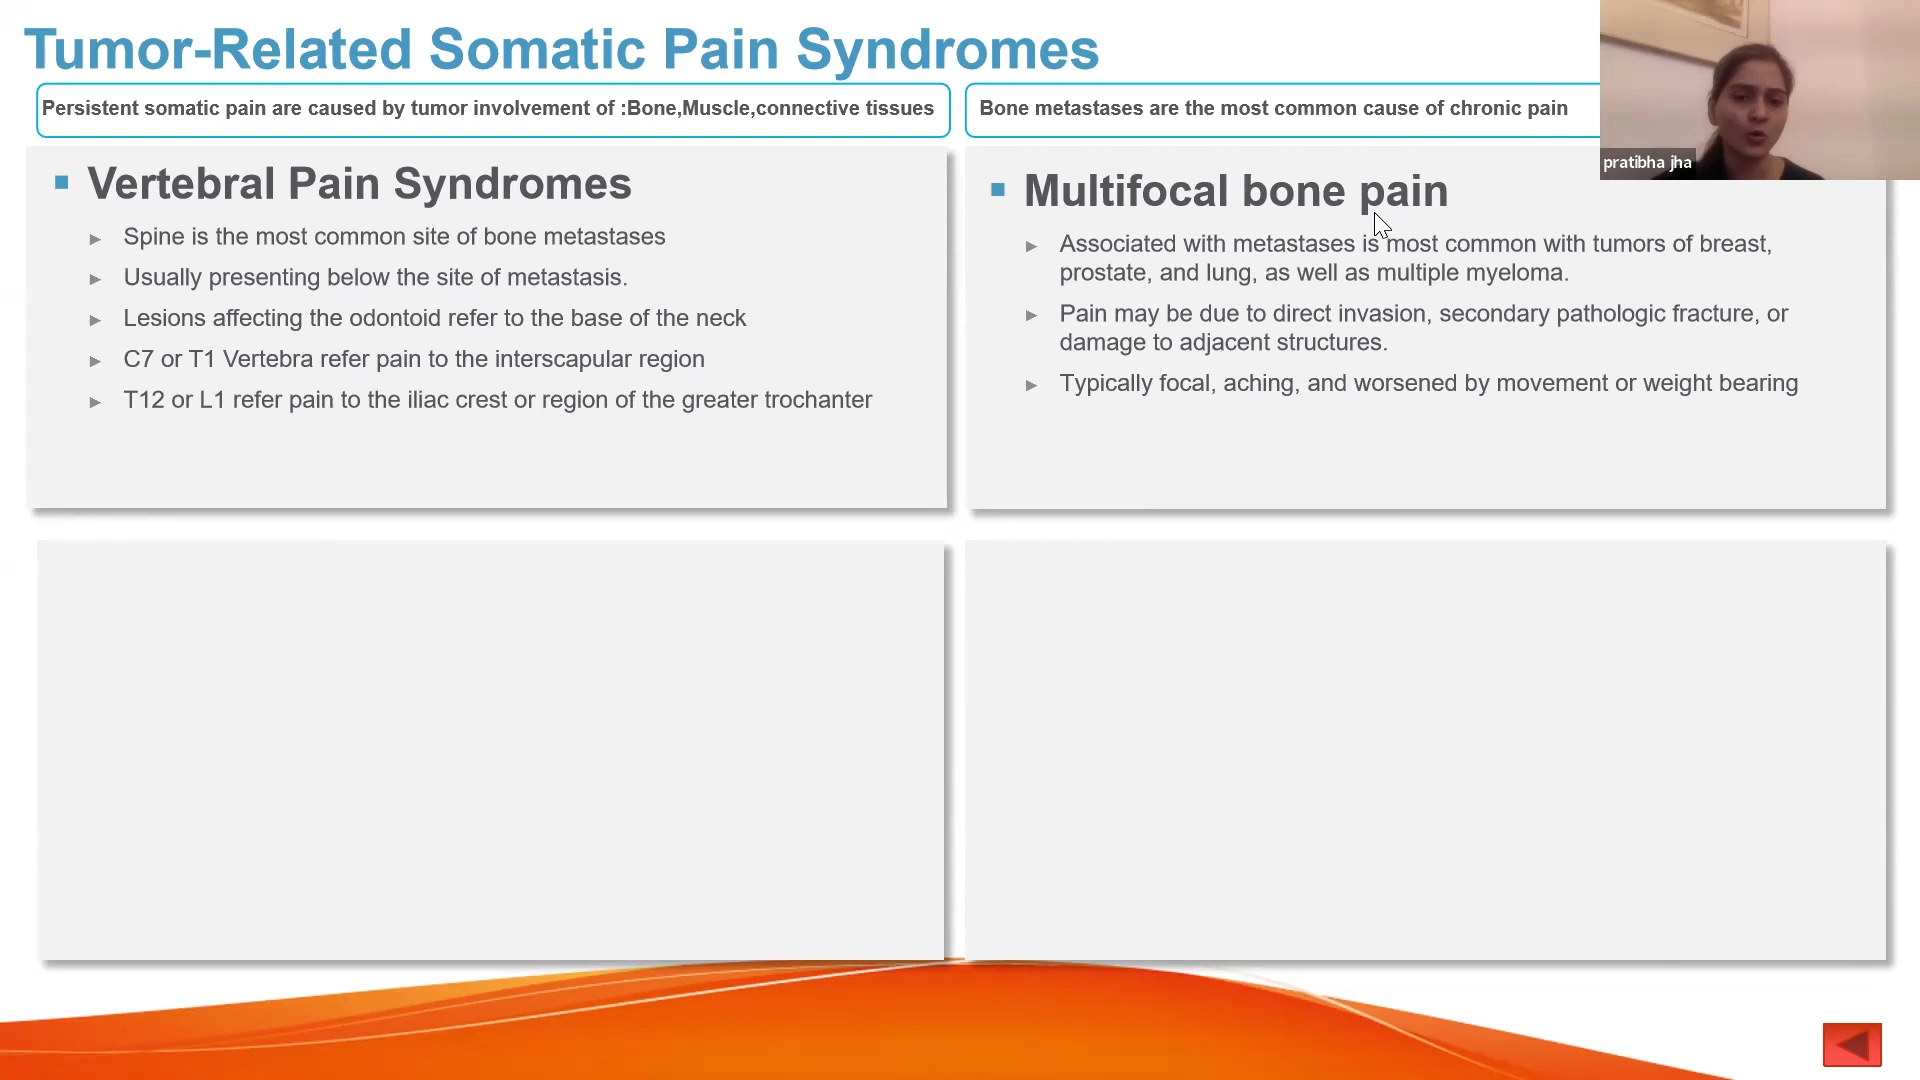 Tumor-Related Somatic Pain Syndromes
Persistent somatic pain are caused by tumor involvement of :Bone,Muscle,connective tissues
Bone metastases are the most common cause of chronic pain
pratibha jha
Vertebral Pain Syndromes
Spine is the most common site of bone metastases
Usually presenting below the site of metastasis.
Lesions affecting the odontoid refer to the base of the neck
C7 or T1 Vertebra refer pain to the interscapular region
T12 or L1 refer pain to the iliac crest or region of the greater trochanter
Multifocal bone pain
Associated with metastases is most common with tumors of breast,
prostate, and lung, as well as multiple myeloma.
Pain may be due to direct invasion, secondary pathologic fracture, or
damage to adjacent structures.
Typically focal, aching, and worsened by movement or weight bearing